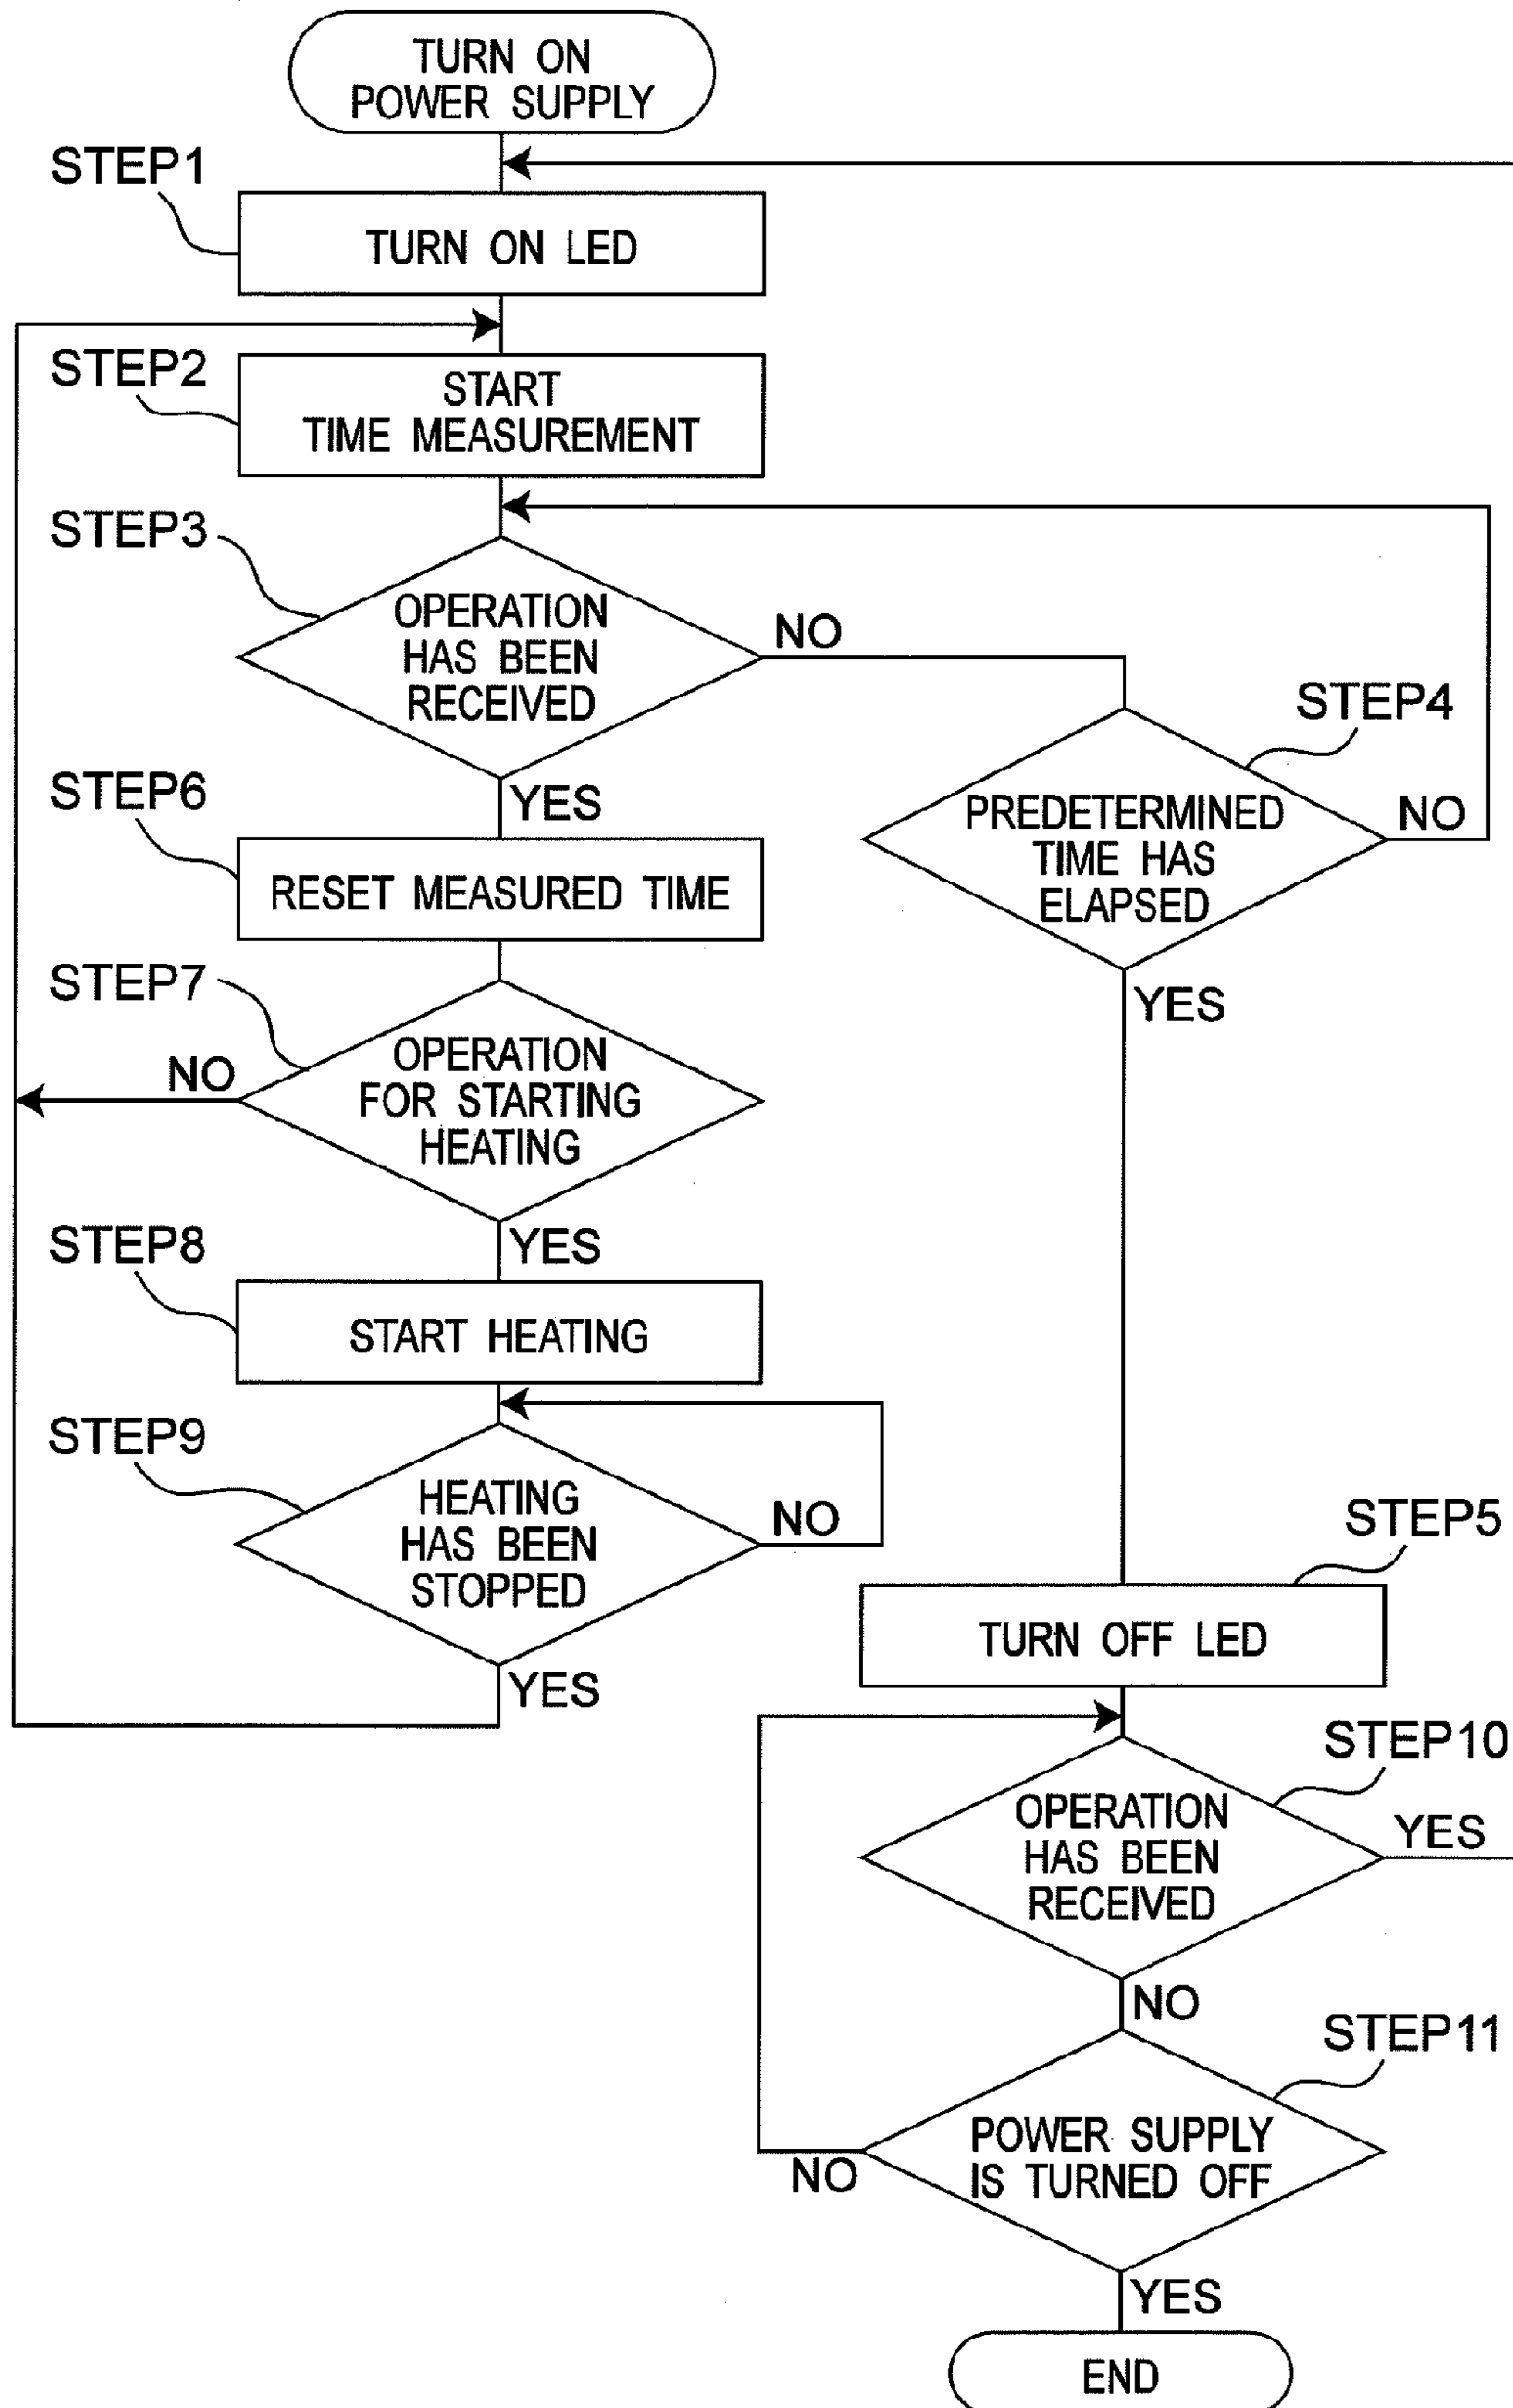 TURN ON
POWER SUPPLY
STEP1
TURN ON LED
STEP2
START
TIME MEASUREMENT
STEP3
OPERATION
HAS BEEN
RECEIVED
NO
YES
STEP4
PREDETERMINED
TIME HAS
ELAPSED
NO
YES
STEP6
RESET MEASURED TIME
STEP7
OPERATION
FOR STARTING
HEATING
NO
YES
STEP8
START HEATING
STEP9
HEATING
HAS BEEN
STOPPED
NO
YES
STEP5
TURN OFF LED
STEP10
OPERATION
HAS BEEN
RECEIVED
YES
NO
STEP11
POWER SUPPLY
IS TURNED OFF
NO
YES
END